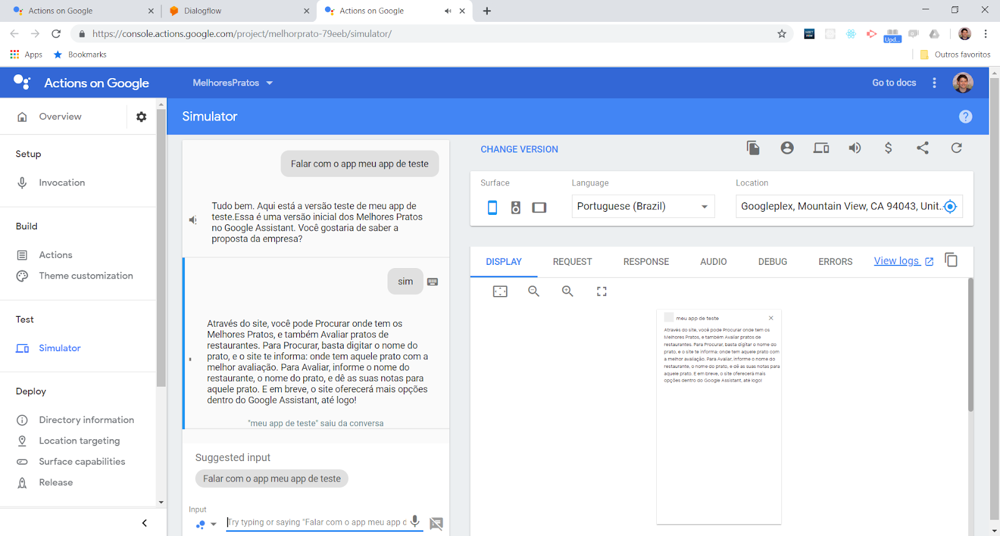 Actions on Google
Dialogflow
Actions on Google
https://console.actions.google.com/project/melhorprato-79eeb/simulator/
Upd...
Apps
Bookmarks
Outros favoritos
Actions on Google
MelhoresPratos
Go to docs
Overview
Simulator
Setup
Invocation
Build
Actions
Theme customization
Test
Simulator
Deploy
Directory information
Location targeting
Surface capabilities
Release
Falar com o app meu app de teste
Tudo bem. Aqui está a versão teste de meu app de
teste.Essa é uma versão inicial dos Melhores Pratos
no Google Assistant. Você gostaria de saber a
proposta da empresa?
sim
Através do site, você pode Procurar onde tem os
Melhores Pratos, e também Avaliar pratos de
restaurantes. Para Procurar, basta digitar o nome do
prato, e o site te informa: onde tem aquele prato com a
melhor avaliação. Para Avaliar, informe o nome do
restaurante, o nome do prato, e dê as suas notas para
aquele prato. E em breve, o site oferecerá mais opções
dentro do Google Assistant, até logo!
"meu app de teste" saiu da conversa
Suggested input
Falar com o app meu app de teste
Input
Try typing or saying "Falar com o app meu app d
CHANGE VERSION
Surface
Language
Location
Portuguese (Brazil)
Googleplex, Mountain View, CA 94043, Unit...
DISPLAY
REQUEST
RESPONSE
AUDIO
DEBUG
ERRORS
View logs
meu app de teste
Através do site, você pode Procurar onde tem os
Melhores Pratos, e também Avaliar pratos de
restaurantes. Para Procurar, basta digitar o nome do
prato, e o site te informa: onde tem aquele prato com
a melhor avaliação. Para Avaliar, informe o nome do
restaurante, o nome do prato, e dê as suas notas para
aquele prato. E em breve, o site oferecerá mais
opções dentro do Google Assistant, até logo!